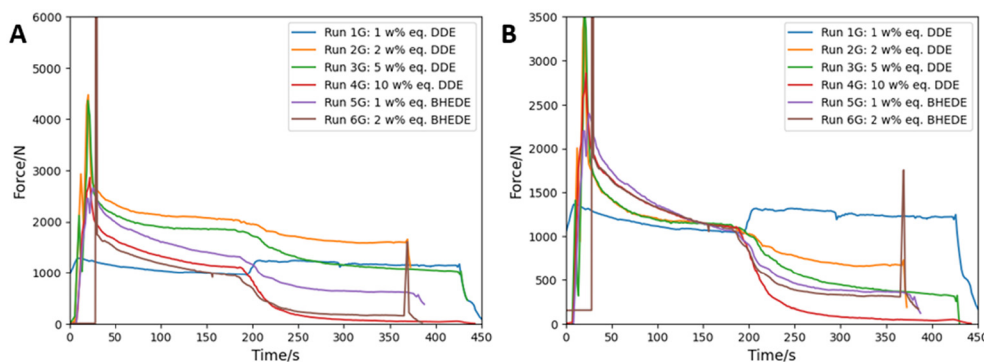 A
Force/N
6000
5000
4000
3000
2000
1000
0
0 50 100 150 200 250 300 350 400 450
Time/s
Run 1G: 1 w% eq. DDE
Run 2G: 2 w% eq. DDE
Run 3G: 5 w% eq. DDE
Run 4G: 10 w% eq. DDE
Run 5G: 1 w% eq. BHEDE
Run 6G: 2 w% eq. BHEDE
B
Force/N
3500
3000
2500
2000
1500
1000
500
0
0 50 100 150 200 250 300 350 400 450
Time/s
Run 1G: 1 w% eq. DDE
Run 2G: 2 w% eq. DDE
Run 3G: 5 w% eq. DDE
Run 4G: 10 w% eq. DDE
Run 5G: 1 w% eq. BHEDE
Run 6G: 2 w% eq. BHEDE